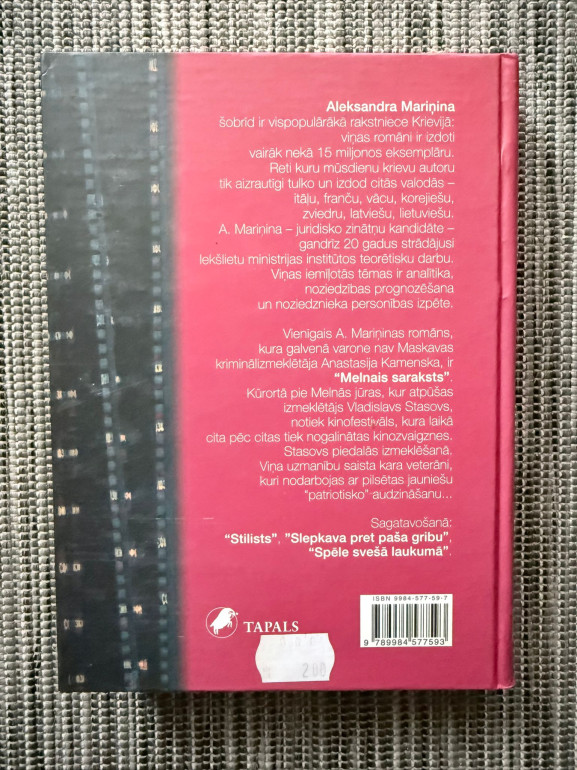 Aleksandra Mariņina
šobrīd ir vispopulārākā rakstniece Krievijā:
viņas romāni ir izdoti
vairāk nekā 15 miljonos eksemplāru.
Reti kuru mūsdienu krievu autoru
tik aizrautīgi tulko un izdod citās valodās –
itāļu, franču, vācu, korejiešu,
zviedru, latviešu, lietuviešu.
A. Mariņina – juridisko zinātņu kandidāte –
gandrīz 20 gadus strādājusi
Iekšlietu ministrijas institūtos teorētisku darbu.
Viņas iemīļotās tēmas ir analītika,
noziedzības prognozēšana
un noziedznieka personības izpēte.
Vienīgais A. Mariņinas romāns,
kura galvenā varone nav Maskavas
kriminālizmeklētāja Anastasija Kamenska, ir
“Melnais saraksts”.
Kūrortā pie Melnās jūras, kur atpūšas
izmeklētājs Vladislavs Stasovs,
notiek kinofestivāls, kura laikā
cita pēc citas tiek nogalinātas kinozvaigznes.
Stasovs piedalās izmeklēšanā.
Viņa uzmanību saista kara veterāni,
kuri nodarbojas ar pilsētas jauniešu
“patriotisko” audzināšanu...
Sagatavošanā:
“Stilists”, ”Slepkava pret paša gribu”,
“Spēle svešā laukumā”.
ISBN 9984-577-59-7
9 789984 577593
TAPALS
200